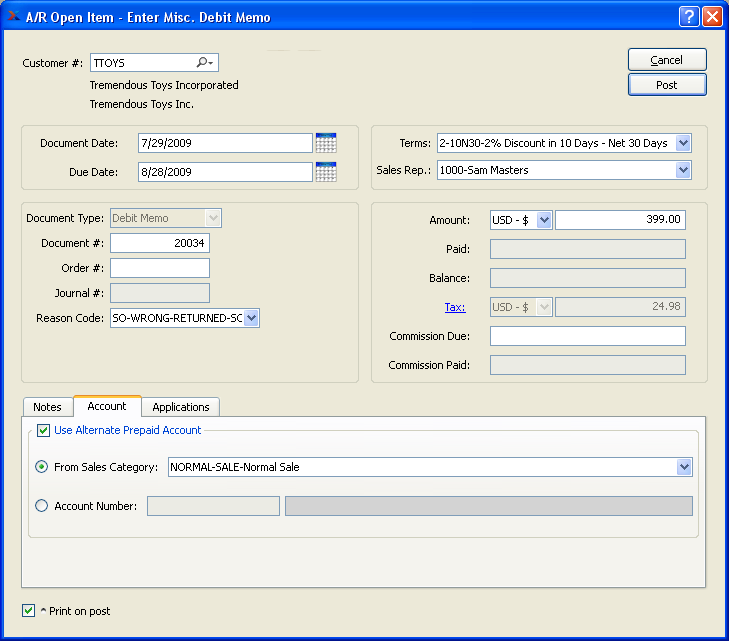 A/R Open Item - Enter Misc. Debit Memo
Customer #: TTOYS
Cancel
Tremendous Toys Incorporated
Post
Tremendous Toys Inc.
Document Date: 7/29/2009
Due Date: 8/28/2009
Terms: 2-10N30-2% Discount in 10 Days - Net 30 Days
Sales Rep.: 1000-Sam Masters
Document Type: Debit Memo
Document #: 20034
Order #:
Journal #:
Reason Code: SO-WRONG-RETURNED-SC
Amount: USD - $ 399.00
Paid:
Balance:
Tax: USD - $ 24.98
Commission Due:
Commission Paid:
Notes Account Applications
Use Alternate Prepaid Account
From Sales Category: NORMAL-SALE-Normal Sale
Account Number:
^ Print on post